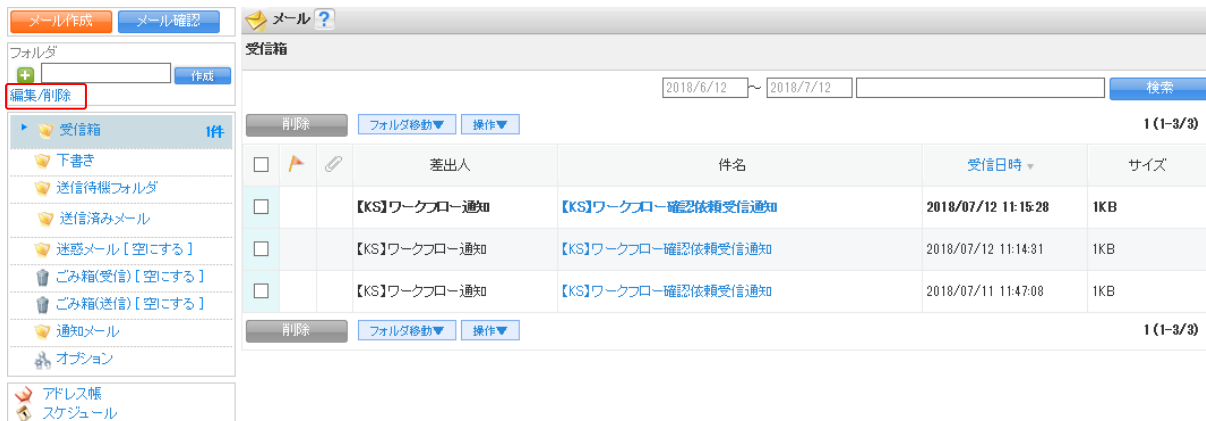 メール作成 メール確認
フォルダ
作成
編集/削除
受信箱 1件
下書き
送信待機フォルダ
送信済みメール
迷惑メール [ 空にする ]
ごみ箱(受信) [ 空にする ]
ごみ箱(送信) [ 空にする ]
通知メール
オプション
アドレス帳
スケジュール
メール ?
受信箱
2018/6/12 ～ 2018/7/12 検索
削除 フォルダ移動▼ 操作▼ 1 (1-3/3)
差出人 件名 受信日時 サイズ
【KS】ワークフロー通知 【KS】ワークフロー確認依頼受信通知 2018/07/12 11:15:28 1KB
【KS】ワークフロー通知 【KS】ワークフロー確認依頼受信通知 2018/07/12 11:14:31 1KB
【KS】ワークフロー通知 【KS】ワークフロー確認依頼受信通知 2018/07/11 11:47:08 1KB
削除 フォルダ移動▼ 操作▼ 1 (1-3/3)